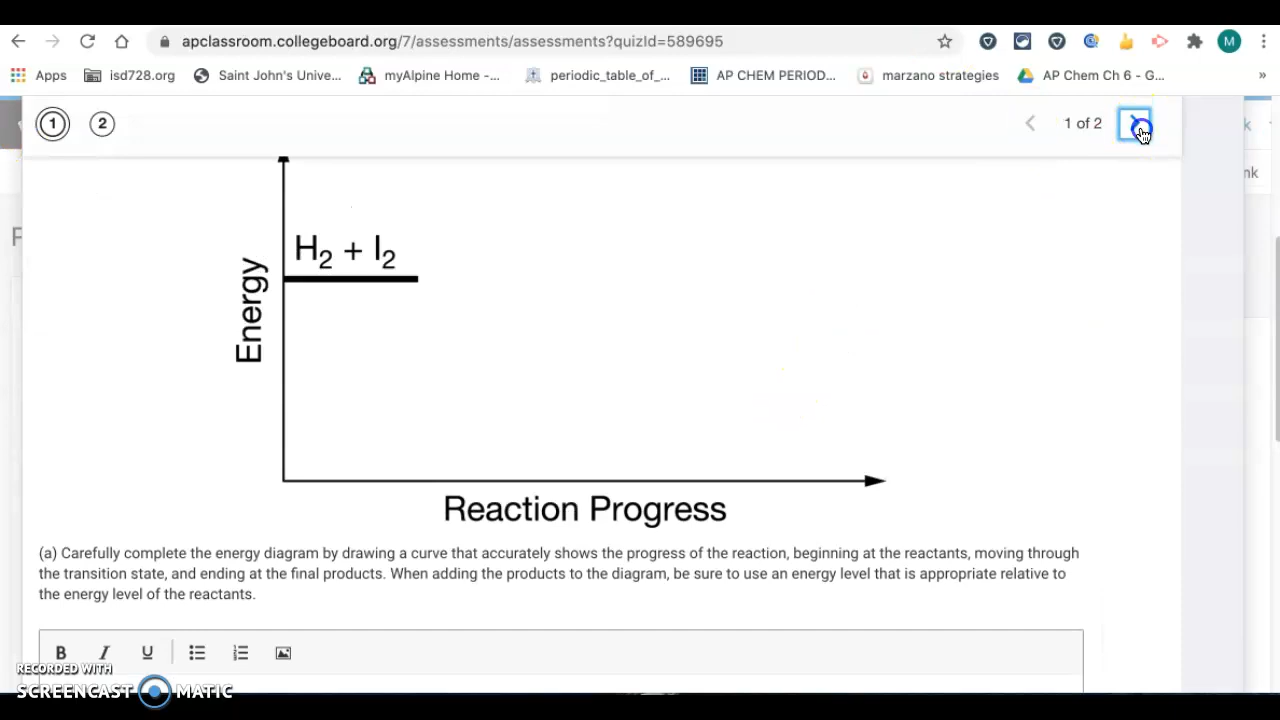 apclassroom.collegeboard.org/7/assessments/assessments?quizId=589695
M
Apps isd728.org Saint John's Unive... myAlpine Home -... periodic_table_of_... AP CHEM PERIOD... marzano strategies AP Chem Ch 6 - G... »
1 2 1 of 2
k
nk
P
H₂ + I₂
Energy
Reaction Progress
(a) Carefully complete the energy diagram by drawing a curve that accurately shows the progress of the reaction, beginning at the reactants, moving through
the transition state, and ending at the final products. When adding the products to the diagram, be sure to use an energy level that is appropriate relative to
the energy level of the reactants.
B I U
RECORDED WITH
SCREENCAST MATIC